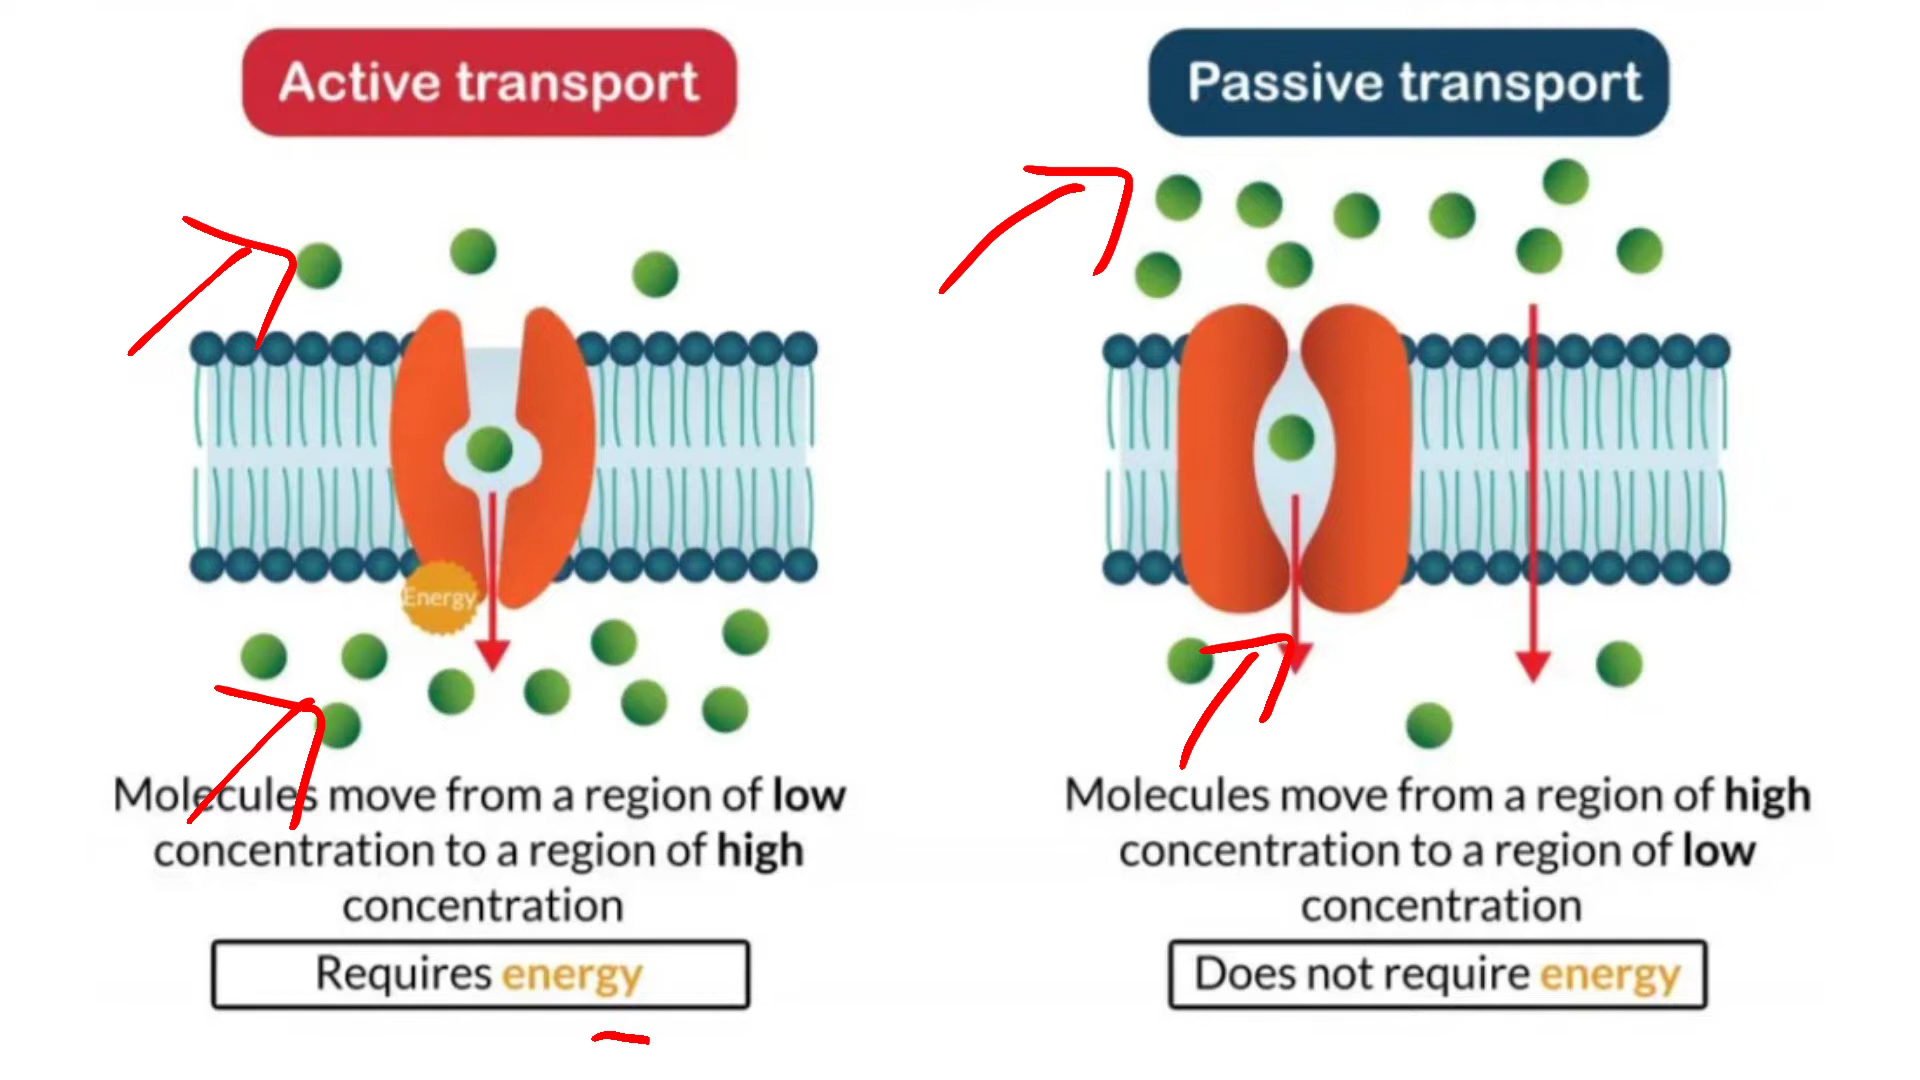 Active transport
Energy
Molecules move from a region of low
concentration to a region of high
concentration
Requires energy
Passive transport
Molecules move from a region of high
concentration to a region of low
concentration
Does not require energy